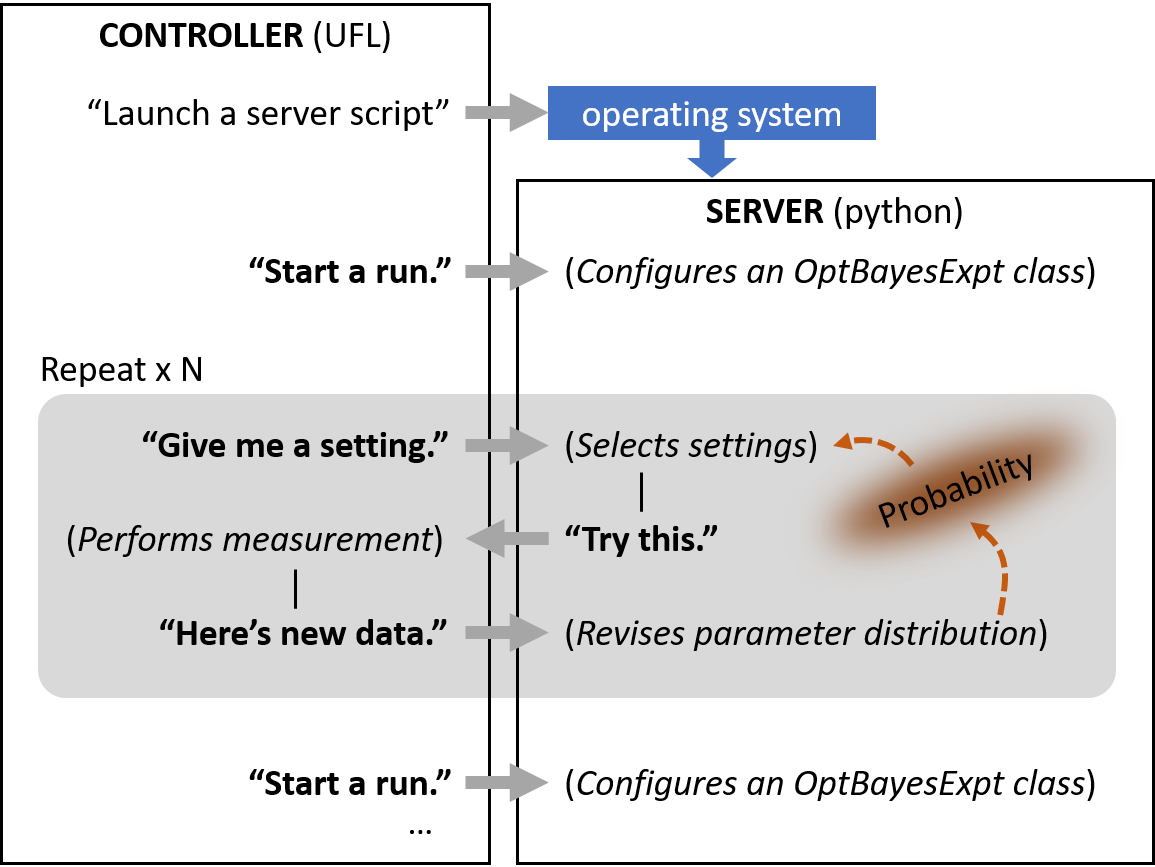 CONTROLLER (UFL)
“Launch a server script”
operating system
SERVER (python)
“Start a run.”
(Configures an OptBayesExpt class)
Repeat x N
“Give me a setting.”
(Selects settings)
Probability
(Performs measurement)
“Try this.”
“Here’s new data.”
(Revises parameter distribution)
“Start a run.”
(Configures an OptBayesExpt class)
...